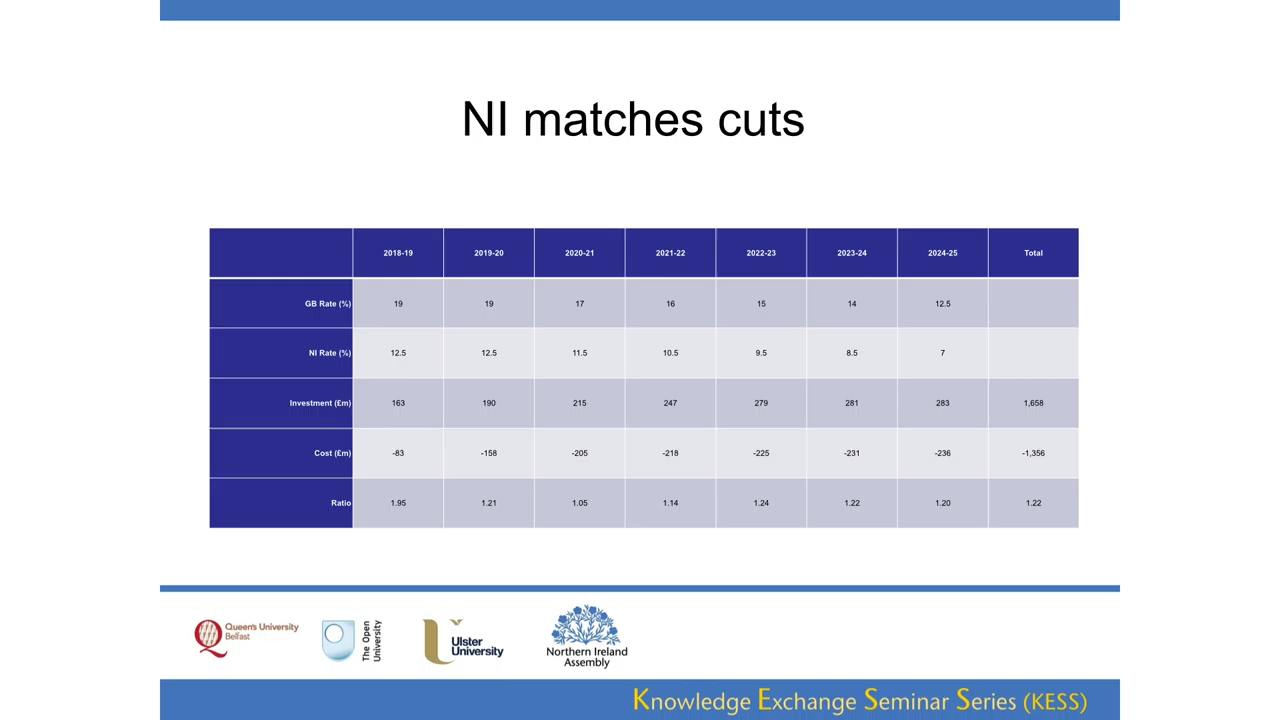 NI matches cuts
2018-19 2019-20 2020-21 2021-22 2022-23 2023-24 2024-25 Total
GB Rate (%) 19 19 17 16 15 14 12.5
NI Rate (%) 12.5 12.5 11.5 10.5 9.5 8.5 7
Investment (£m) 163 190 215 247 279 281 283 1,658
Cost (£m) -83 -158 -205 -218 -225 -231 -236 -1,356
Ratio 1.95 1.21 1.05 1.14 1.24 1.22 1.20 1.22
Queen's University
Belfast
The Open
University
Ulster
University
Northern Ireland
Assembly
Knowledge Exchange Seminar Series (KESS)